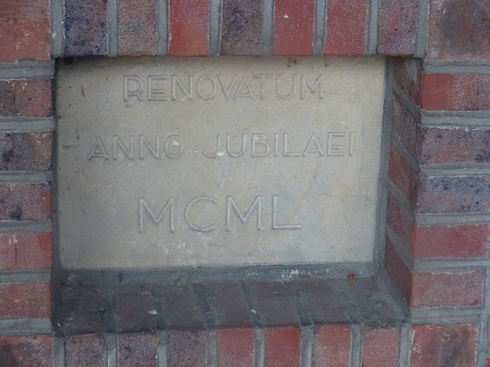 RENOVATUM
ANNO JUBILAEI
MCML